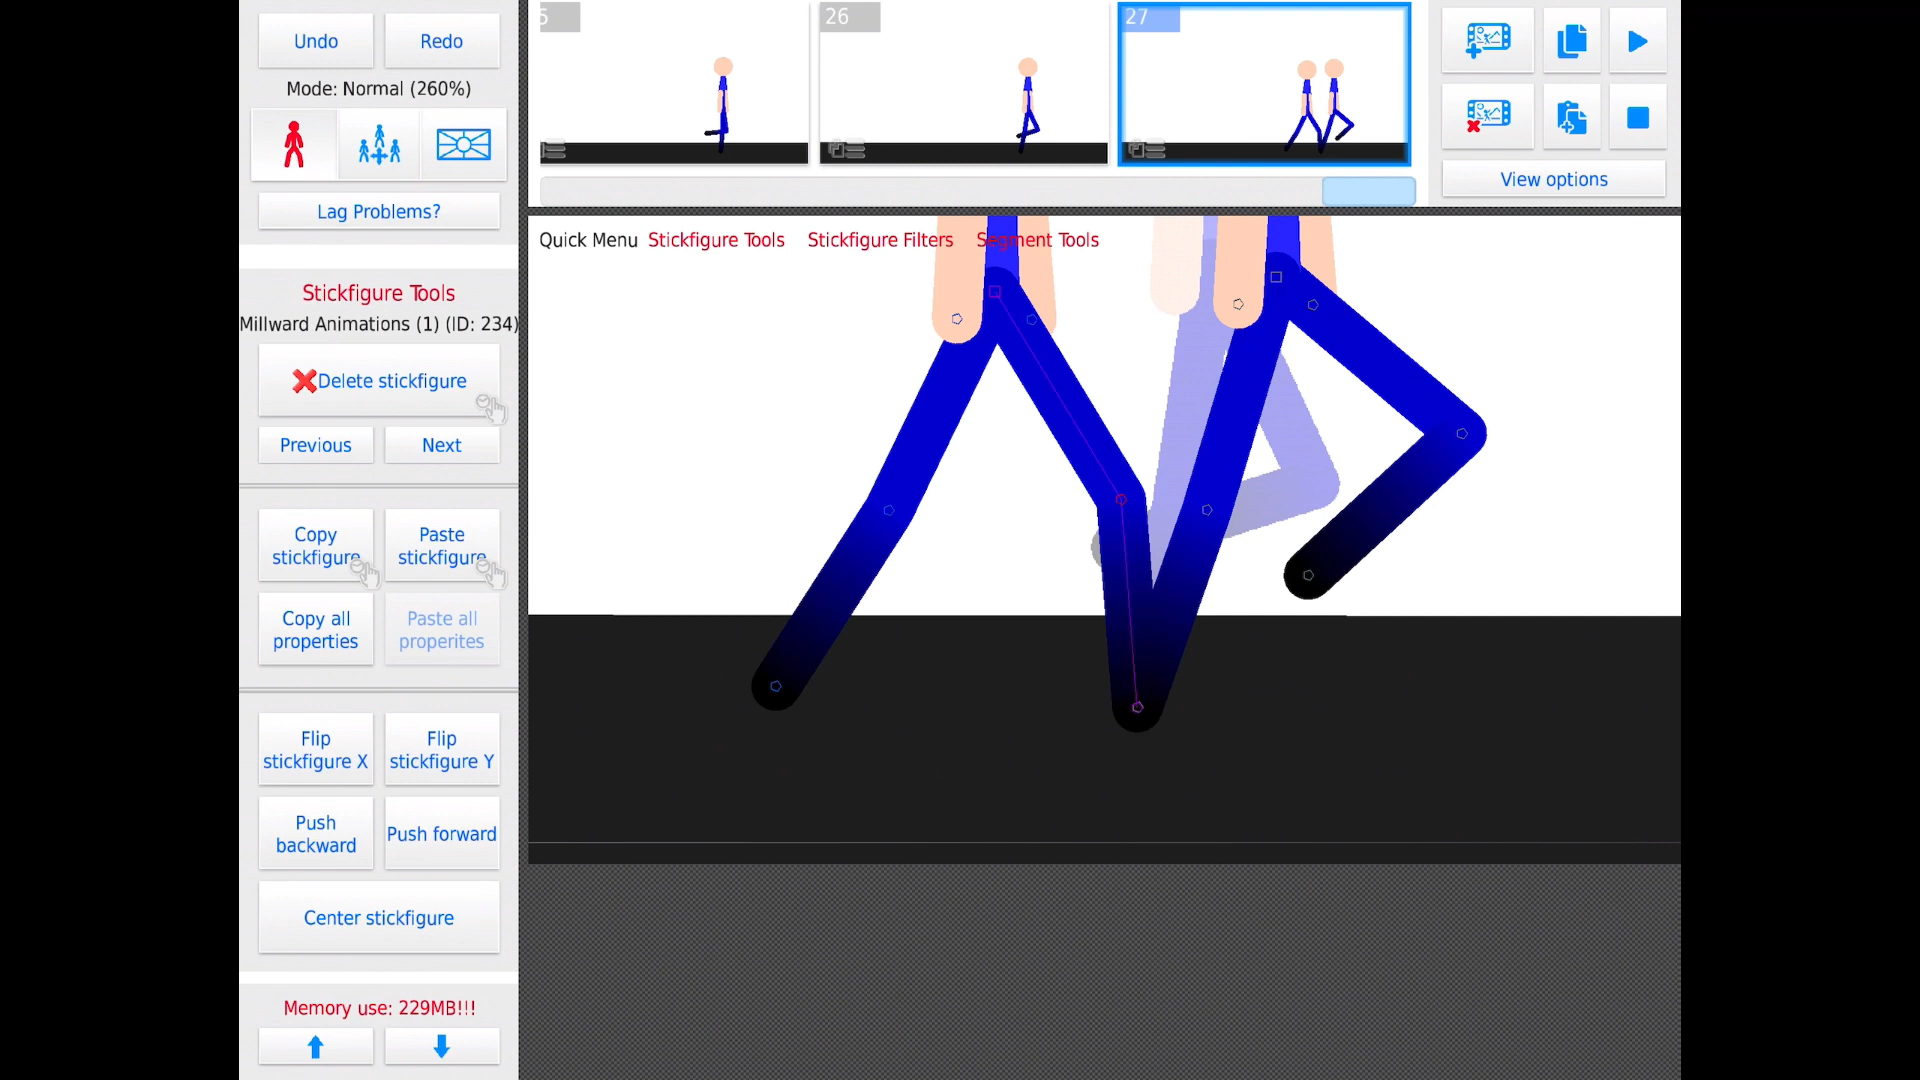 Undo
Redo
Mode: Normal (260%)
Lag Problems?
Stickfigure Tools
Millward Animations (1) (ID: 234)
Delete stickfigure
Previous
Next
Copy stickfigure
Paste stickfigure
Copy all properties
Paste all properites
Flip stickfigure X
Flip stickfigure Y
Push backward
Push forward
Center stickfigure
Memory use: 229MB!!!
5
26
27
View options
Quick Menu
Stickfigure Tools
Stickfigure Filters
Segment Tools